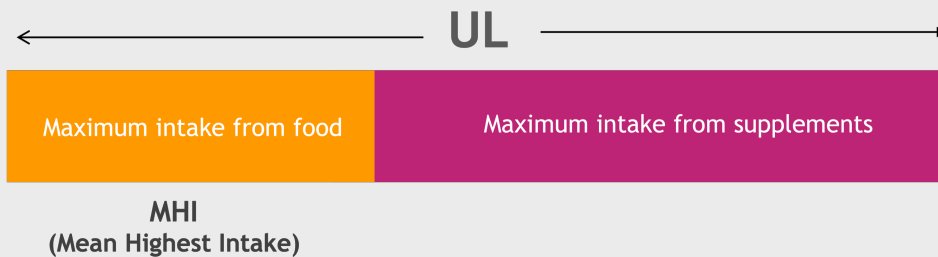 UL
Maximum intake from food
Maximum intake from supplements
MHI
(Mean Highest Intake)